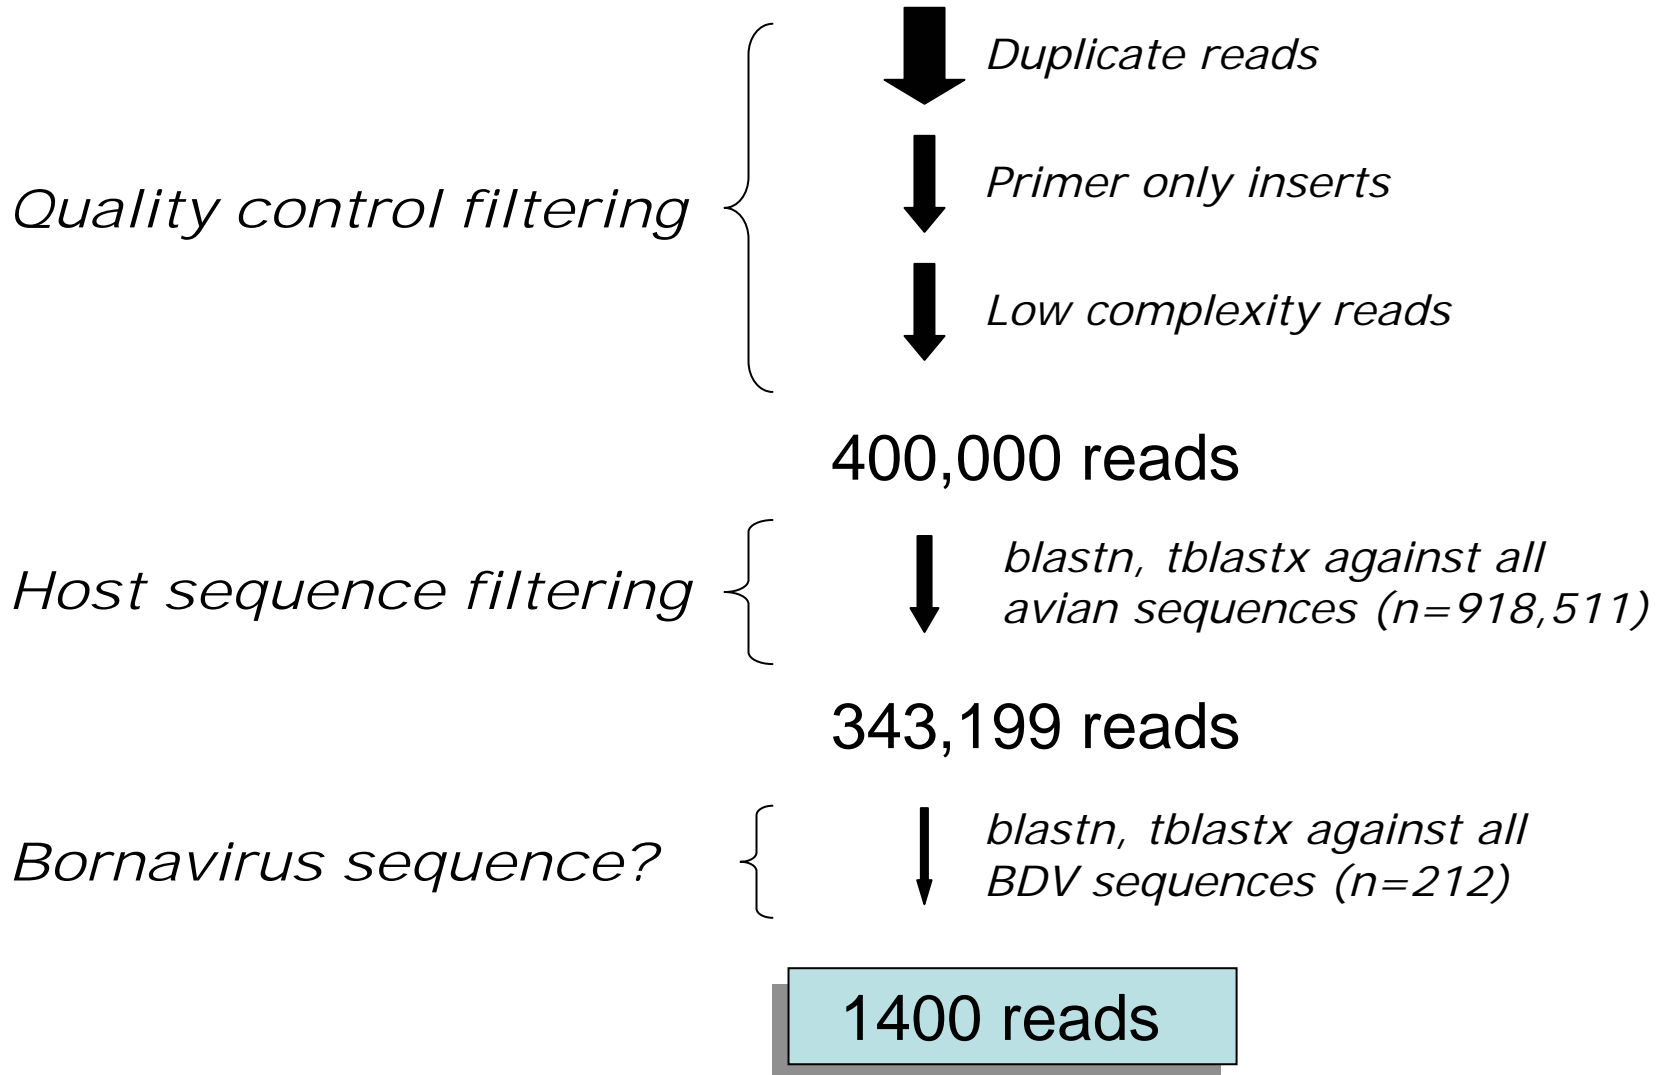 Duplicate reads
Primer only inserts
Quality control filtering
Low complexity reads
400,000 reads
Host sequence filtering
blastn, tblastx against all
avian sequences (n=918,511)
343,199 reads
Bornavirus sequence?
blastn, tblastx against all
BDV sequences (n=212)
1400 reads